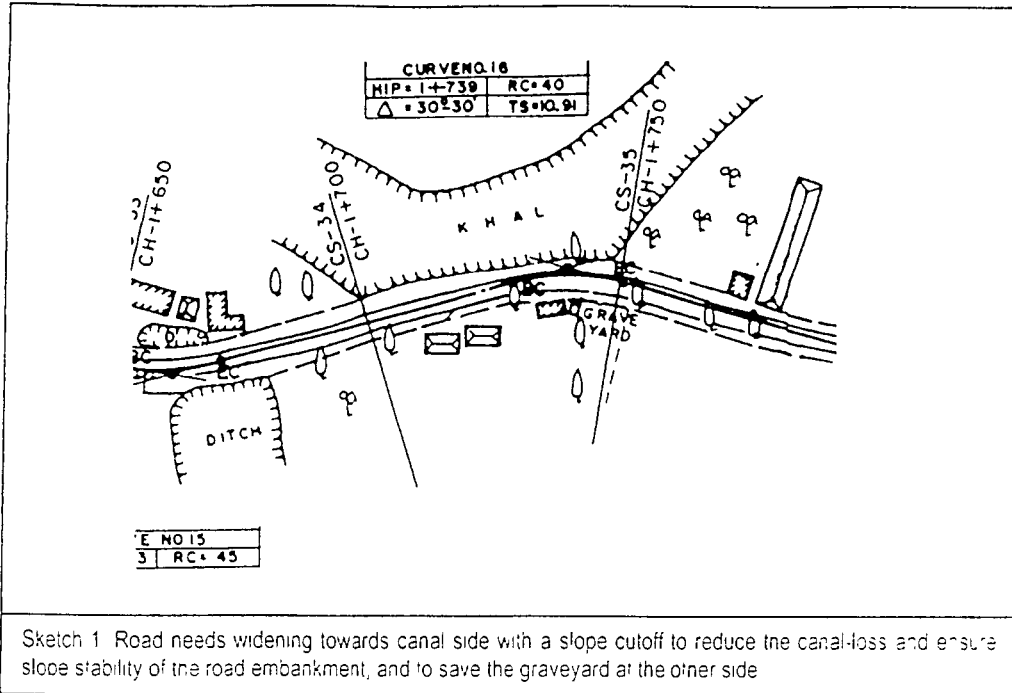 CURVE NO.16
HIP = 1+739 RC = 40
△ = 30°30' TS = 10.91
CH-1+650
CS-34
CH-1+700
KHAL
CS-35
CH-1+750
EC
BC
GRAVE
YARD
BC
EC
DITCH
E NO 15
3 RC = 45
Sketch 1 Road needs widening towards canal side with a slope cutoff to reduce the canal-loss and ensure
slope stability of the road embankment, and to save the graveyard at the other side